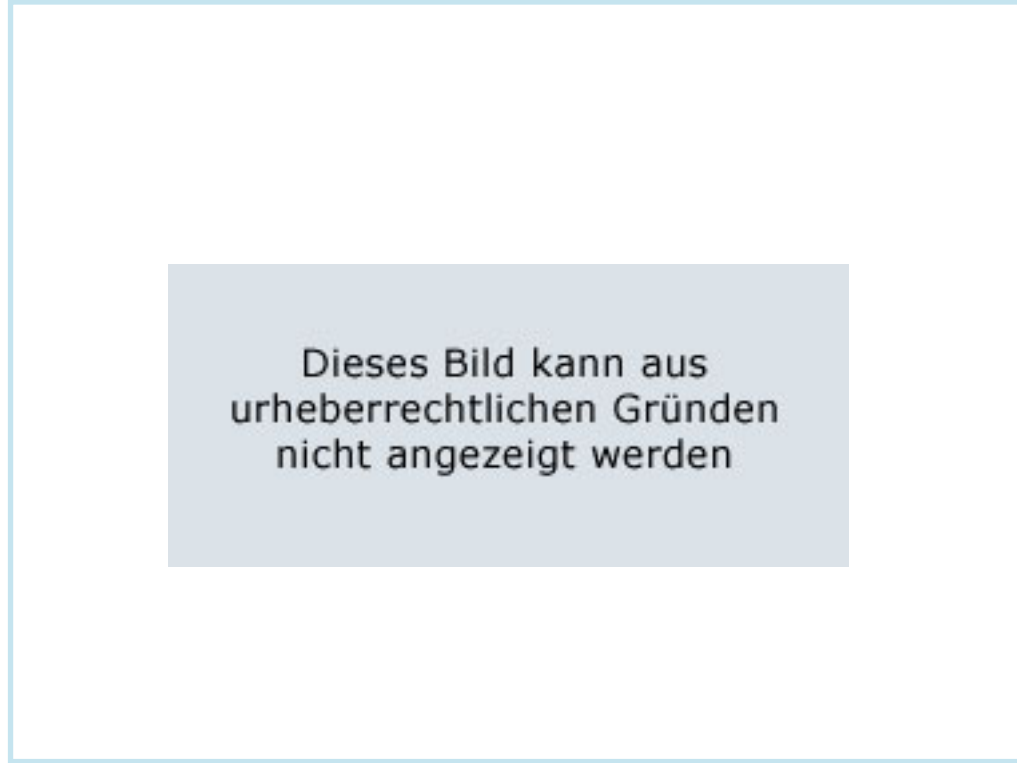 Dieses Bild kann aus
urheberrechtlichen Gründen
nicht angezeigt werden